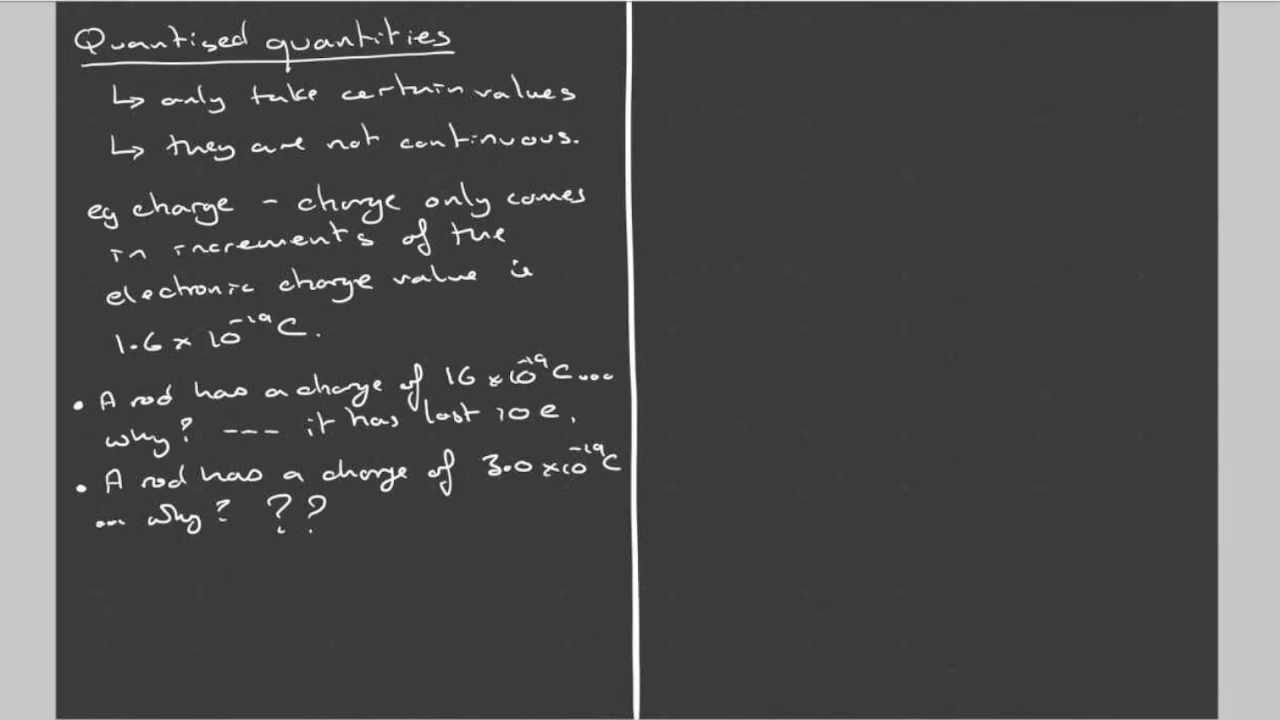 Quantised quantities
↳ only take certain values
↳ they are not continuous.
eg charge - charge only comes
in increments of the
electronic charge value is
1.6 × 10⁻¹⁹ C.
• A rod has a charge of 16 × 10⁻¹⁹ C...
why? --- it has lost 10 e.
• A rod has a charge of 3.0 × 10⁻¹⁹ C
... why? ??